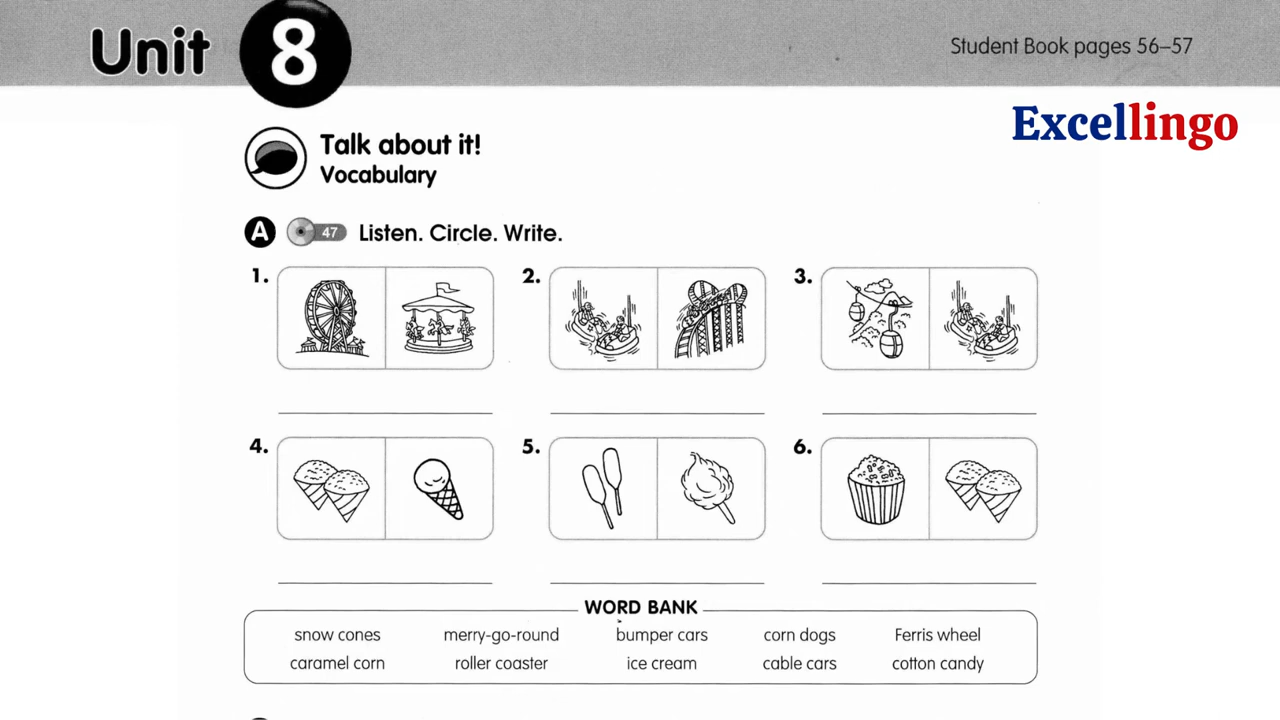 Unit 8
Student Book pages 56–57
Excellingo
Talk about it!
Vocabulary
A 47 Listen. Circle. Write.
1. 2. 3.
4. 5. 6.
WORD BANK
snow cones merry-go-round bumper cars corn dogs Ferris wheel
caramel corn roller coaster ice cream cable cars cotton candy